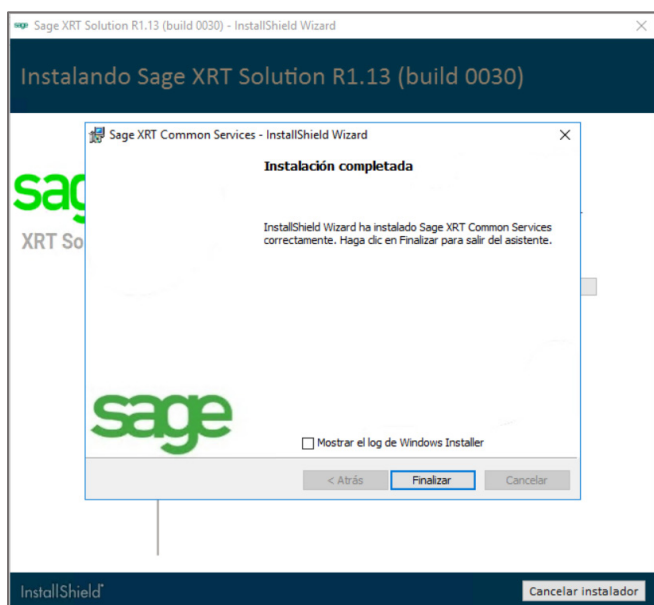 Sage XRT Solution R1.13 (build 0030) - InstallShield Wizard
Instalando Sage XRT Solution R1.13 (build 0030)
Sage XRT Common Services - InstallShield Wizard
Instalación completada
sag
XRT So
InstallShield Wizard ha instalado Sage XRT Common Services
correctamente. Haga clic en Finalizar para salir del asistente.
sage
Mostrar el log de Windows Installer
< Atrás Finalizar Cancelar
InstallShield
Cancelar instalador